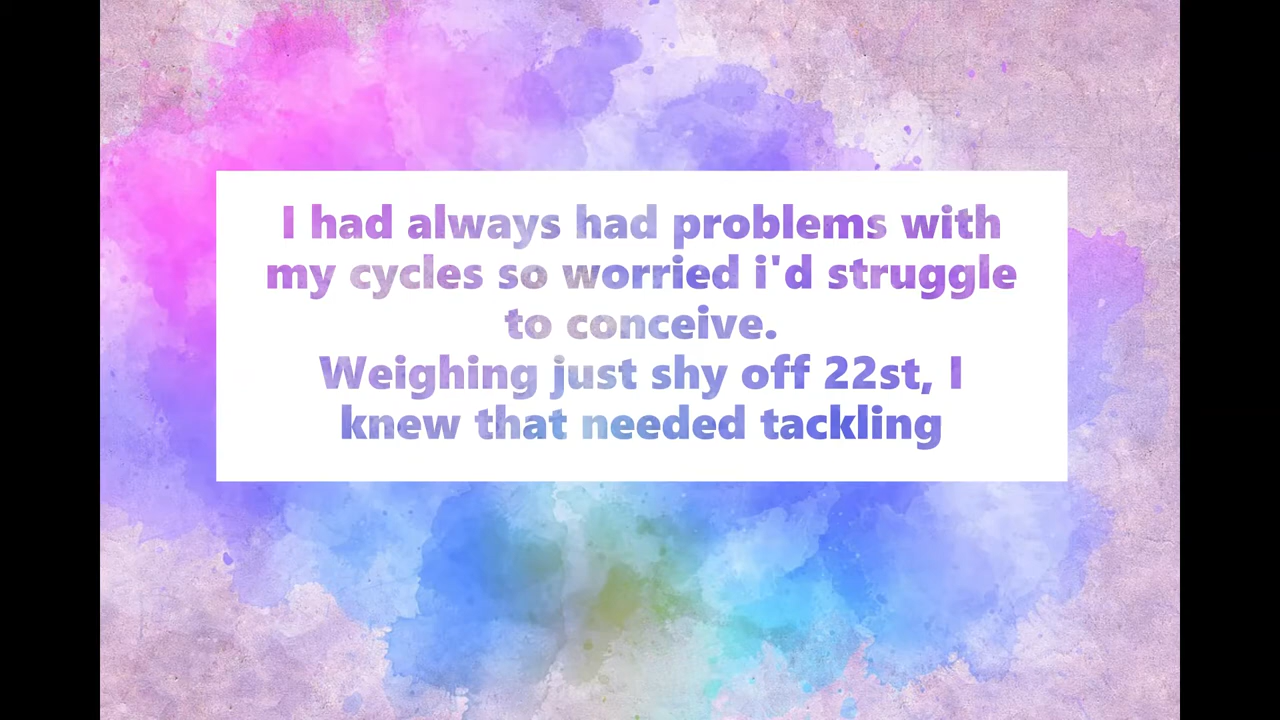 I had always had problems with
my cycles so worried i'd struggle
to conceive.
Weighing just shy off 22st, I
knew that needed tackling